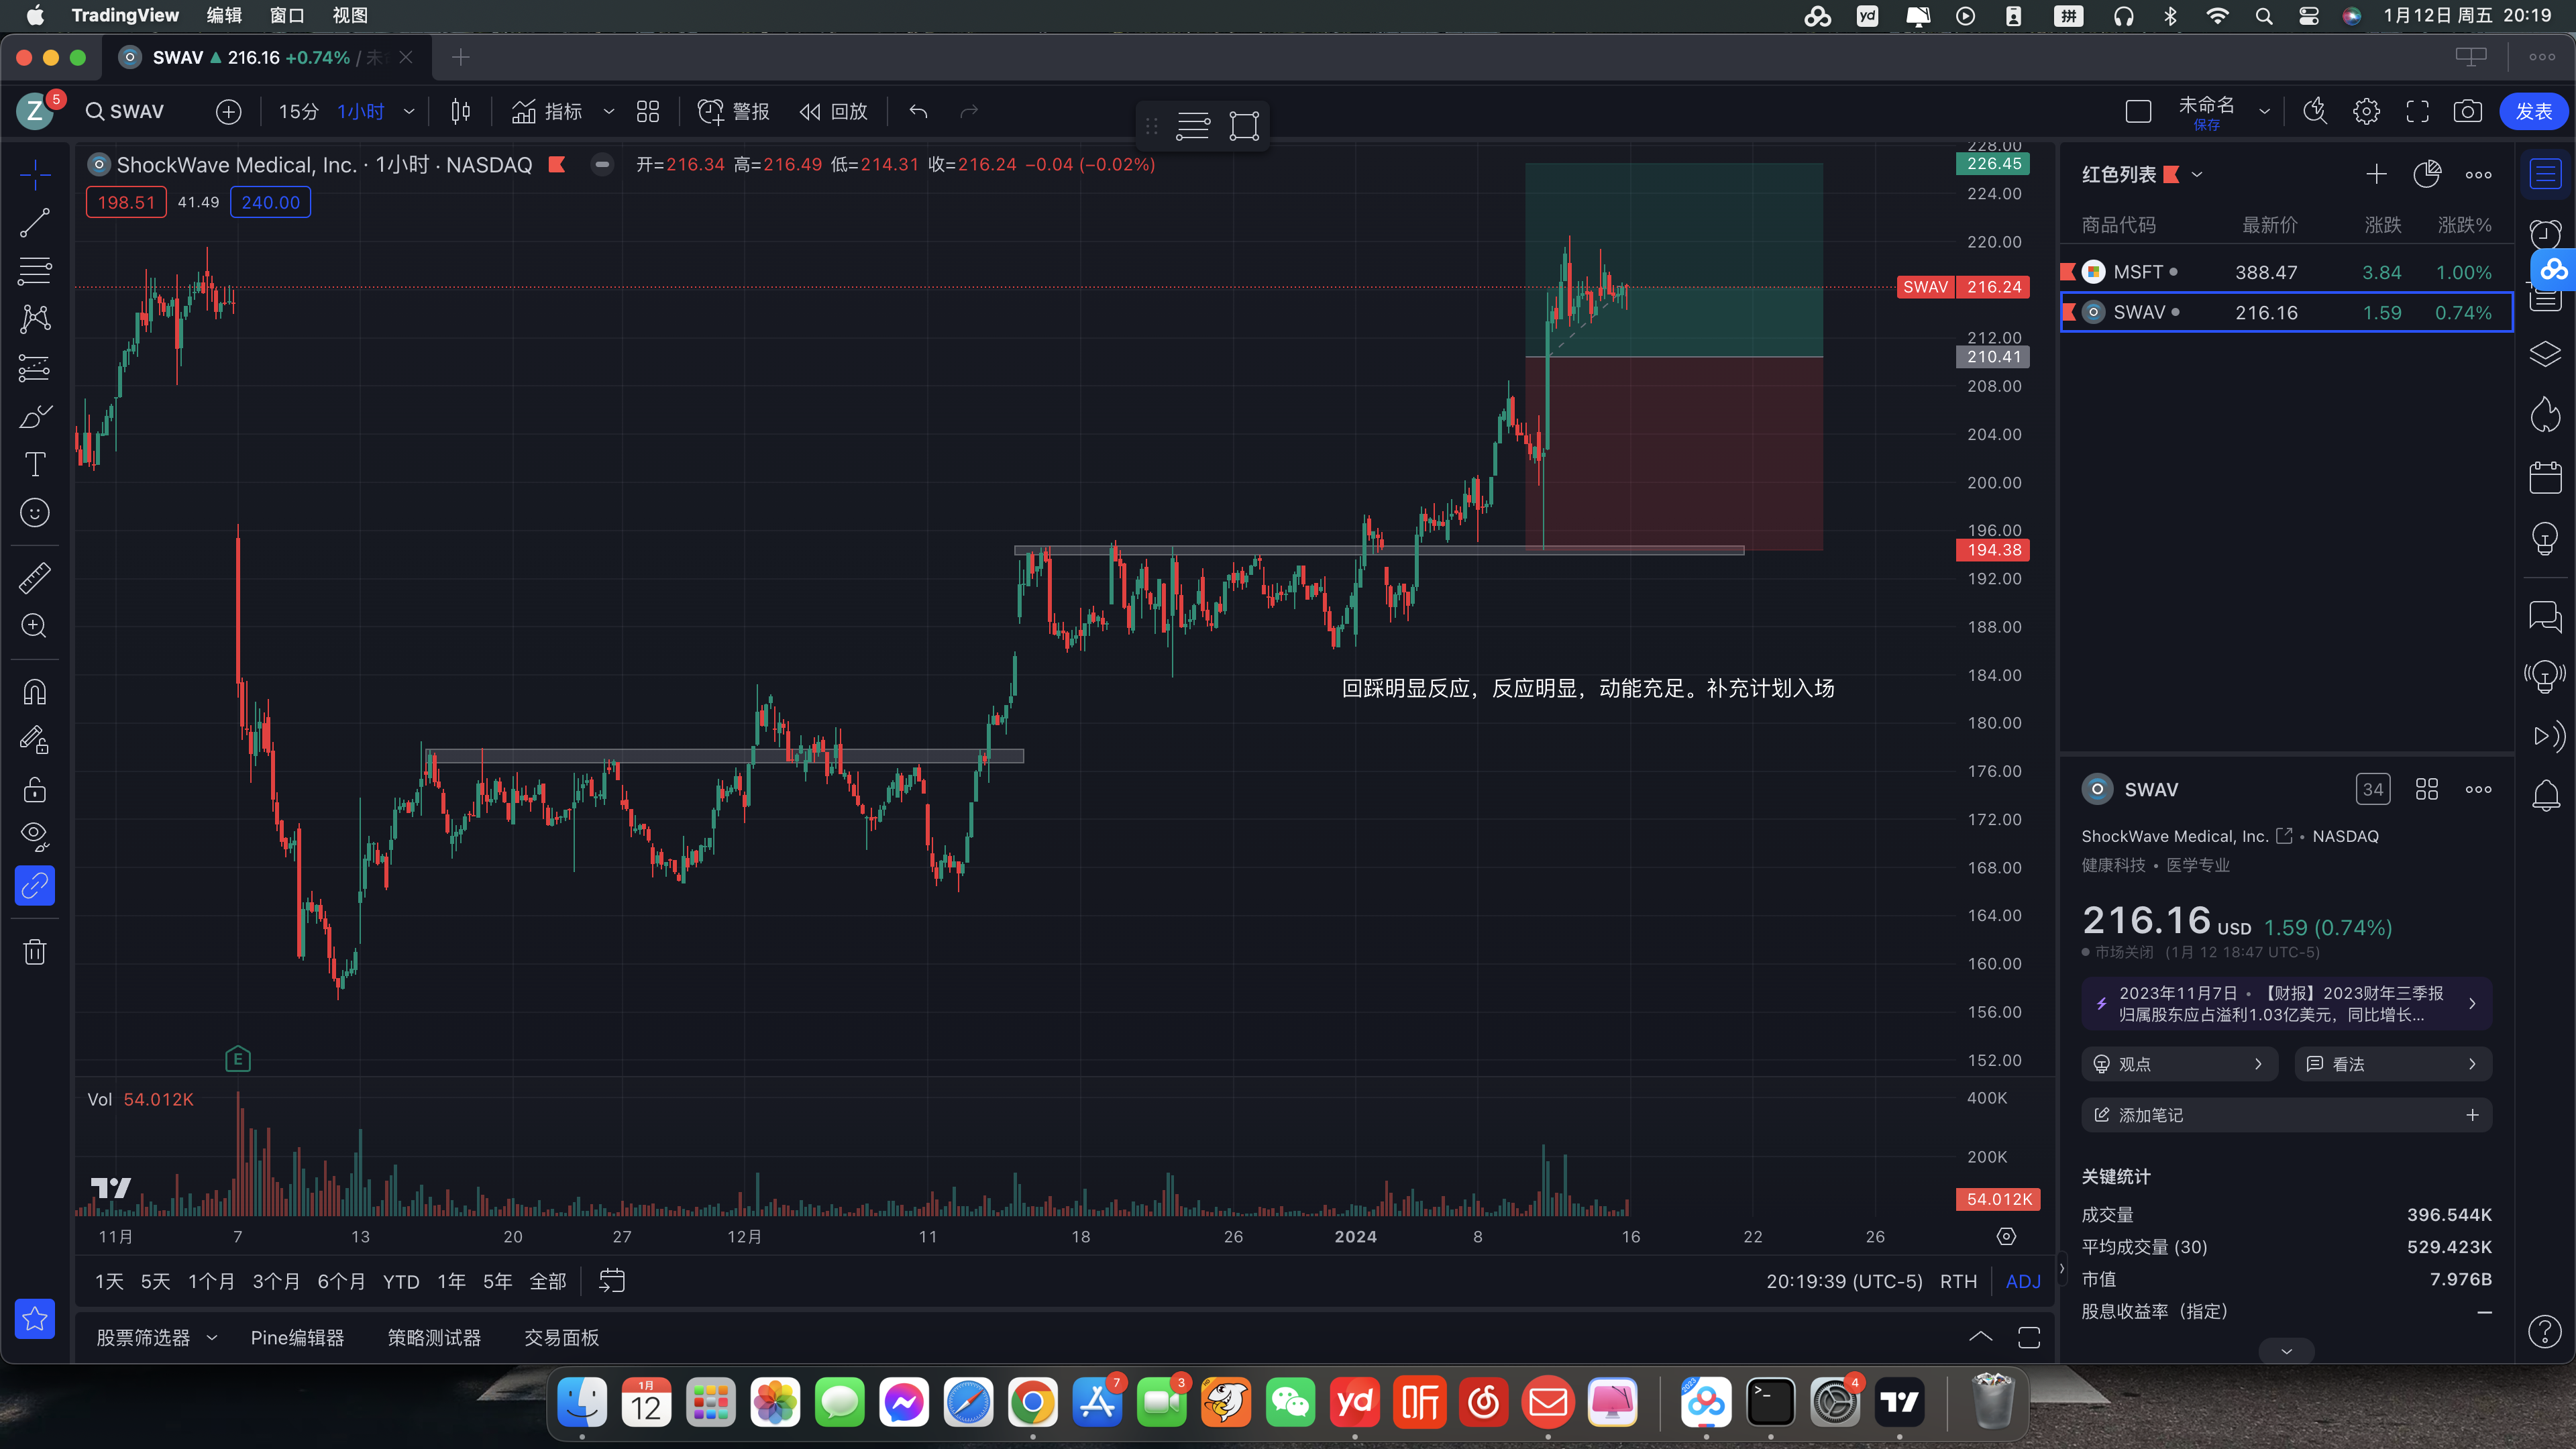 TradingView 编辑 窗口 视图
yd 拼 1月12日 周五 20:19
SWAV ▲ 216.16 +0.74% / 未
Z 5 SWAV 15分 1小时 指标 警报 回放
未命名
保存
发表
ShockWave Medical, Inc. · 1小时 · NASDAQ 开=216.34 高=216.49 低=214.31 收=216.24 −0.04 (−0.02%)
198.51 41.49 240.00
228.00
226.45
224.00
220.00
SWAV 216.24
212.00
210.41
208.00
204.00
200.00
196.00
194.38
192.00
188.00
184.00
180.00
176.00
172.00
168.00
164.00
160.00
156.00
152.00
回踩明显反应，反应明显，动能充足。补充计划入场
E
Vol 54.012K
400K
200K
54.012K
11月 7 13 20 27 12月 11 18 26 2024 8 16 22 26
1天 5天 1个月 3个月 6个月 YTD 1年 5年 全部
20:19:39 (UTC-5) RTH ADJ
股票筛选器 Pine编辑器 策略测试器 交易面板
红色列表
商品代码 最新价 涨跌 涨跌%
MSFT 388.47 3.84 1.00%
SWAV 216.16 1.59 0.74%
SWAV 34
ShockWave Medical, Inc. • NASDAQ
健康科技 • 医学专业
216.16 USD 1.59 (0.74%)
市场关闭 (1月 12 18:47 UTC-5)
2023年11月7日 • 【财报】2023财年三季报
归属股东应占溢利1.03亿美元，同比增长...
观点 看法
添加笔记
关键统计
成交量 396.544K
平均成交量 (30) 529.423K
市值 7.976B
股息收益率（指定） —
1月
12
7
3
yd
听
4